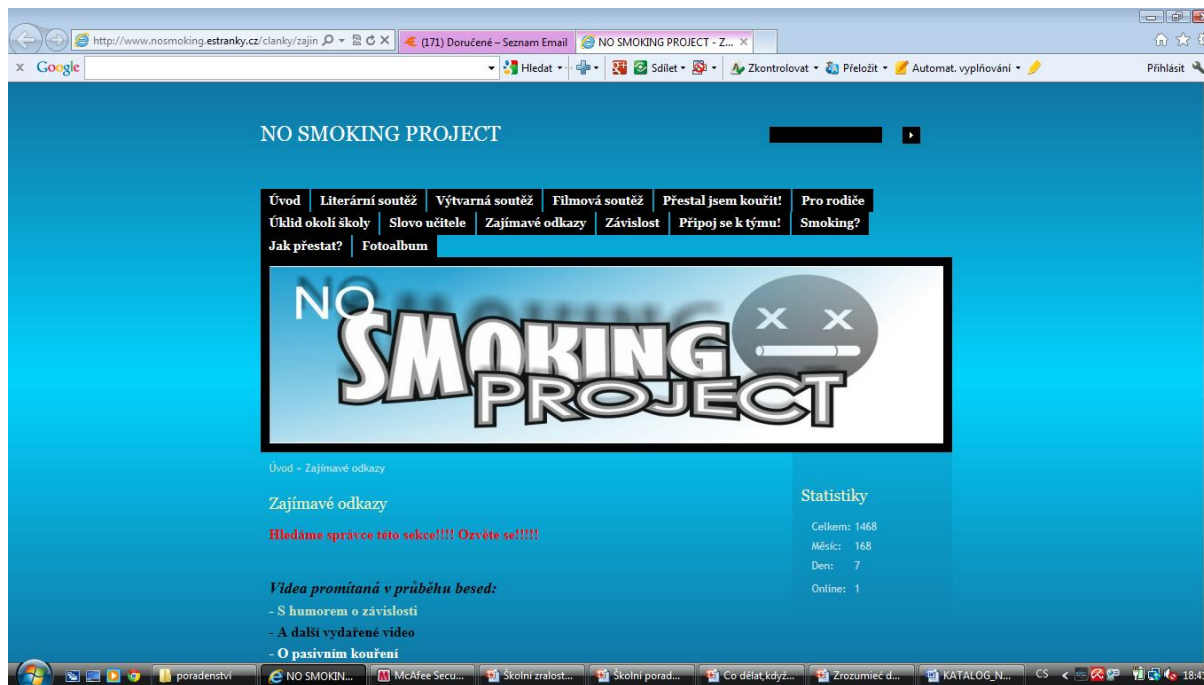 http://www.nosmoking.estranky.cz/clanky/zajin
(171) Doručené – Seznam Email
NO SMOKING PROJECT - Z...
x Google Hledat Sdílet Zkontrolovat Přeložit Automat. vyplňování Přihlásit
NO SMOKING PROJECT
Úvod Literární soutěž Výtvarná soutěž Filmová soutěž Přestal jsem kouřit! Pro rodiče
Úklid okolí školy Slovo učitele Zajímavé odkazy Závislost Připoj se k týmu! Smoking?
Jak přestat? Fotoalbum
NO
SMOKING
PROJECT
Úvod » Zajímavé odkazy
Zajímavé odkazy
Hledáme správce této sekce!!!! Ozvěte se!!!!!
Videa promítaná v průběhu besed:
- S humorem o závislosti
- A další vydařené video
- O pasivním kouření
Statistiky
Celkem: 1468
Měsíc: 168
Den: 7
Online: 1
poradenství NO SMOKIN... McAfee Secu... Školní zralost... Školní porad... Co dělat,když... Zrozumieć d... KATALOG_N... CS